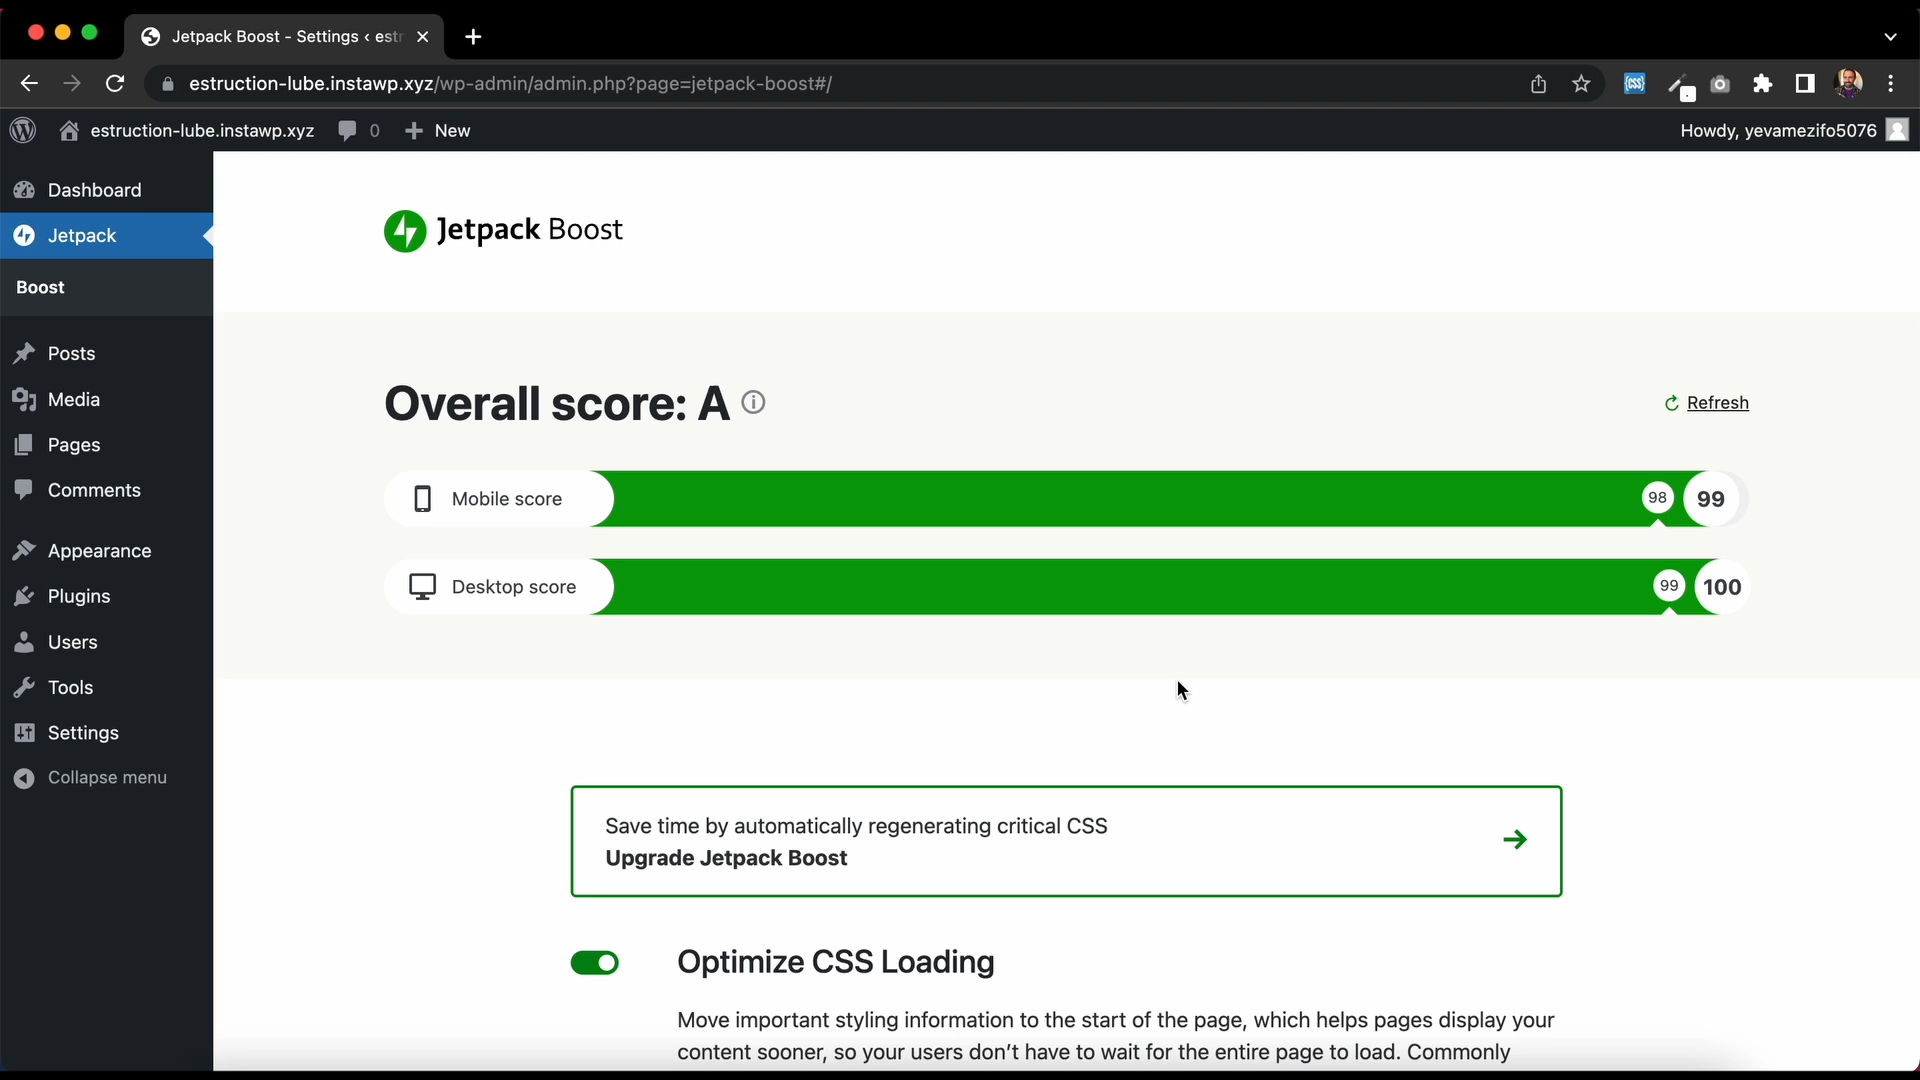 Jetpack Boost - Settings ‹ est
estruction-lube.instawp.xyz/wp-admin/admin.php?page=jetpack-boost#/
{CSS}
estruction-lube.instawp.xyz 0 New
Howdy, yevamezifo5076
Dashboard
Jetpack
Boost
Posts
Media
Pages
Comments
Appearance
Plugins
Users
Tools
Settings
Collapse menu
Jetpack Boost
Overall score: A
Refresh
Mobile score 98 99
Desktop score 99 100
Save time by automatically regenerating critical CSS
Upgrade Jetpack Boost
Optimize CSS Loading
Move important styling information to the start of the page, which helps pages display your
content sooner, so your users don’t have to wait for the entire page to load. Commonly